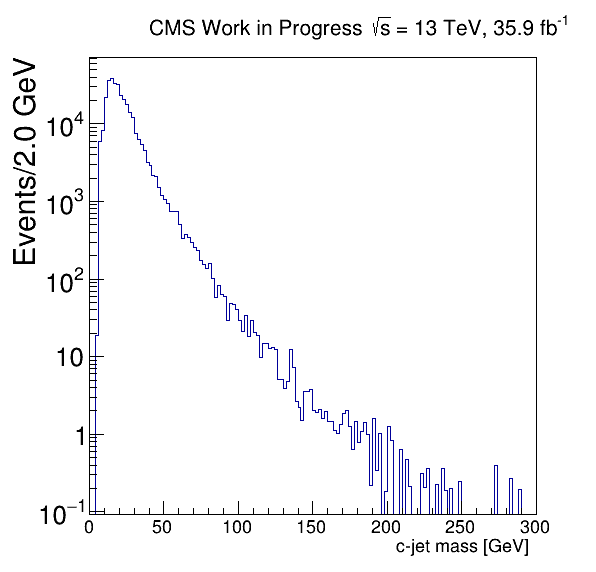 CMS Work in Progress √s = 13 TeV, 35.9 fb⁻¹
Events/2.0 GeV
10⁴
10³
10²
10
1
10⁻¹
0 50 100 150 200 250 300
c-jet mass [GeV]